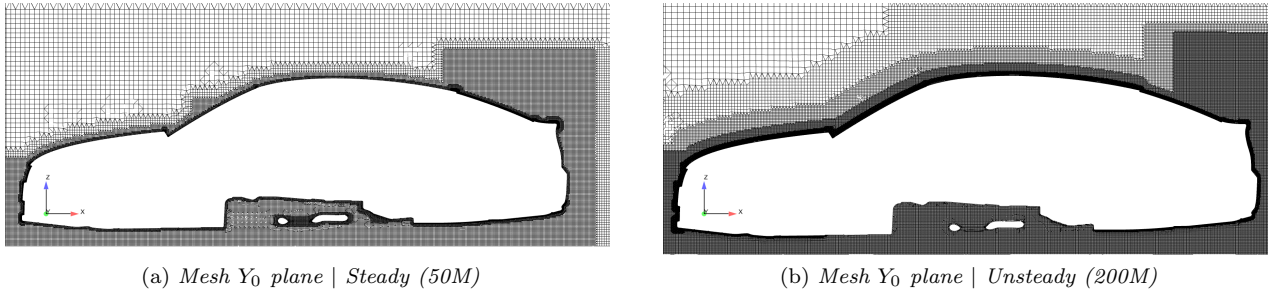 z
x
z
x
(a) Mesh Y0 plane | Steady (50M)
(b) Mesh Y0 plane | Unsteady (200M)